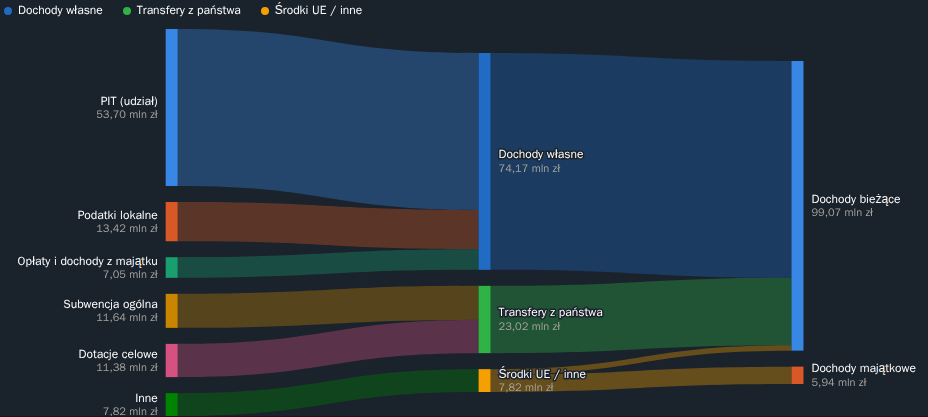 Dochody własne
Transfery z państwa
Środki UE / inne
PIT (udział)
53,70 mln zł
Podatki lokalne
13,42 mln zł
Opłaty i dochody z majątku
7,05 mln zł
Subwencja ogólna
11,64 mln zł
Dotacje celowe
11,38 mln zł
Inne
7,82 mln zł
Dochody własne
74,17 mln zł
Transfery z państwa
23,02 mln zł
Środki UE / inne
7,82 mln zł
Dochody bieżące
99,07 mln zł
Dochody majątkowe
5,94 mln zł